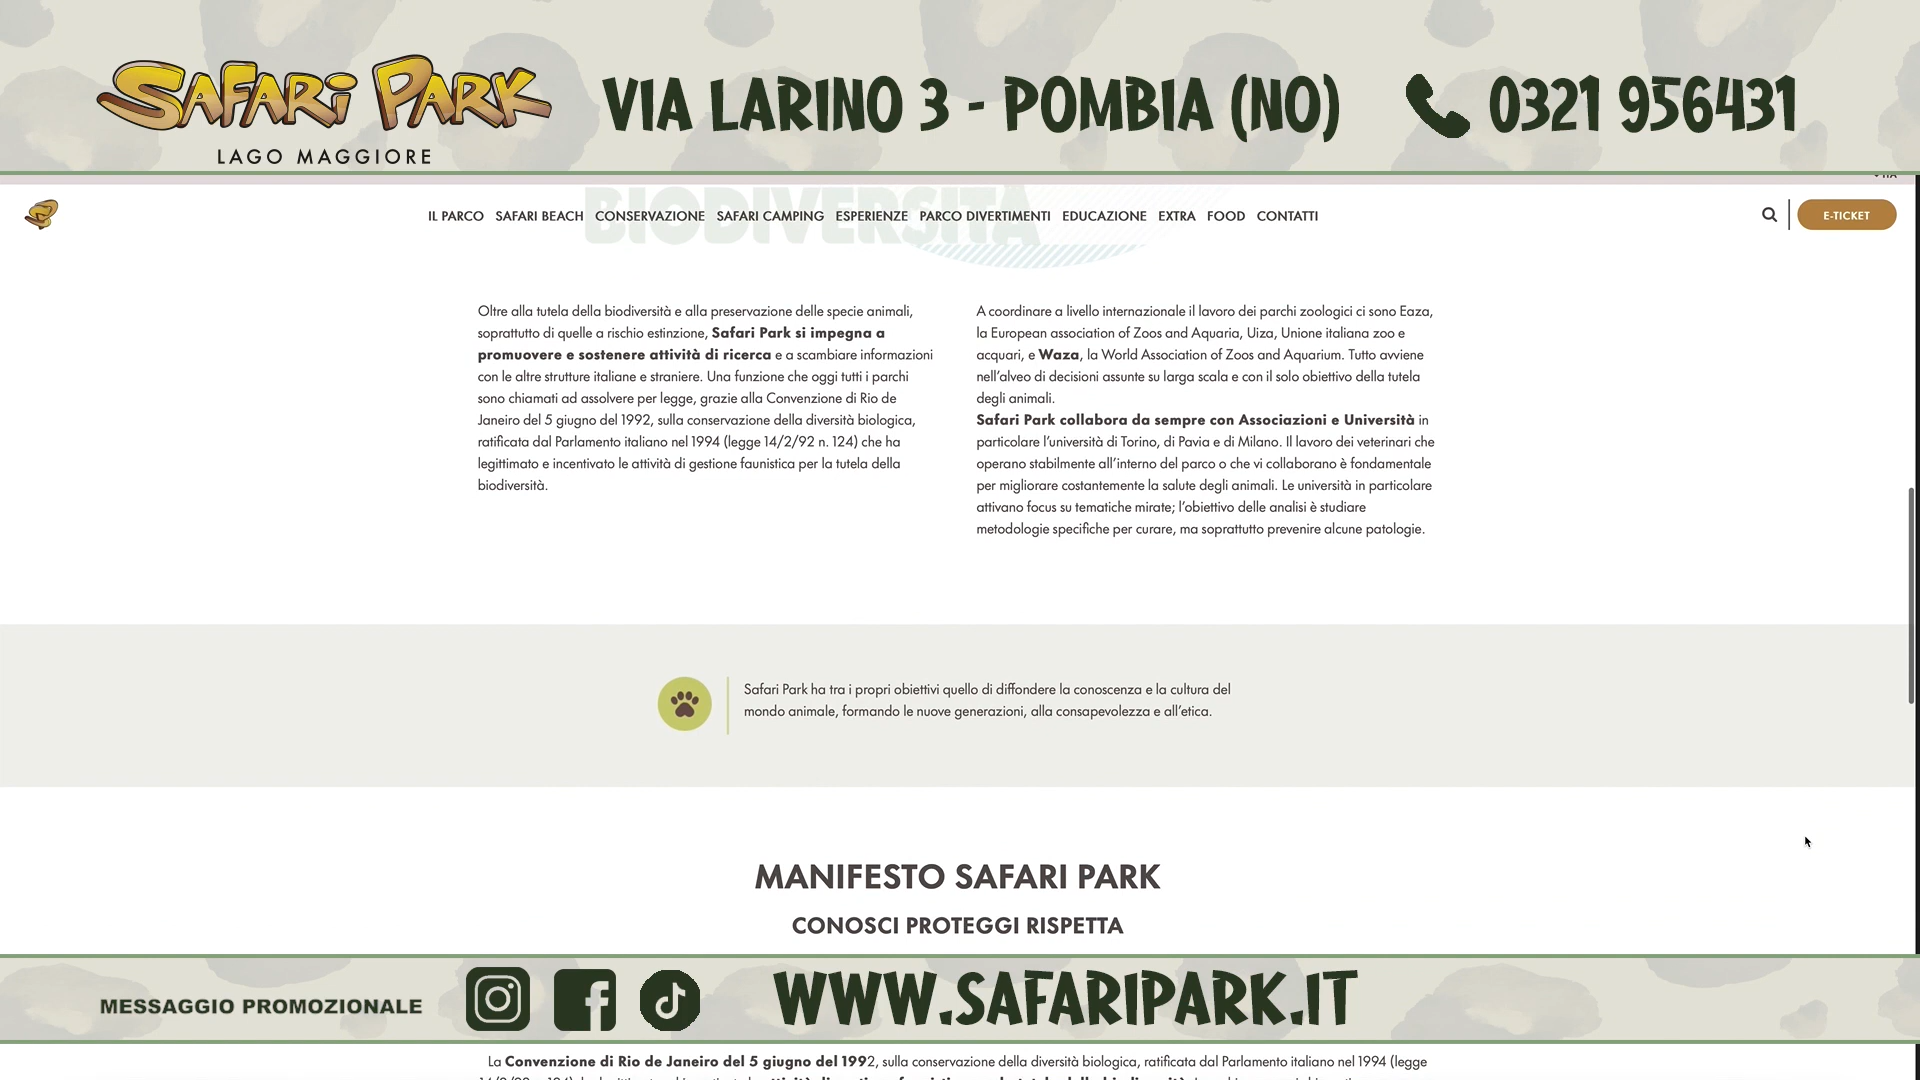 SAFARI PARK
LAGO MAGGIORE
VIA LARINO 3 - POMBIA (NO)
0321 956431
BIODIVERSITÀ
IL PARCO SAFARI BEACH CONSERVAZIONE SAFARI CAMPING ESPERIENZE PARCO DIVERTIMENTI EDUCAZIONE EXTRA FOOD CONTATTI
E-TICKET
Oltre alla tutela della biodiversità e alla preservazione delle specie animali,
soprattutto di quelle a rischio estinzione, Safari Park si impegna a
promuovere e sostenere attività di ricerca e a scambiare informazioni
con le altre strutture italiane e straniere. Una funzione che oggi tutti i parchi
sono chiamati ad assolvere per legge, grazie alla Convenzione di Rio de
Janeiro del 5 giugno del 1992, sulla conservazione della diversità biologica,
ratificata dal Parlamento italiano nel 1994 (legge 14/2/92 n. 124) che ha
legittimato e incentivato le attività di gestione faunistica per la tutela della
biodiversità.
A coordinare a livello internazionale il lavoro dei parchi zoologici ci sono Eaza,
la European association of Zoos and Aquaria, Uiza, Unione italiana zoo e
acquari, e Waza, la World Association of Zoos and Aquarium. Tutto avviene
nell’alveo di decisioni assunte su larga scala e con il solo obiettivo della tutela
degli animali.
Safari Park collabora da sempre con Associazioni e Università in
particolare l’università di Torino, di Pavia e di Milano. Il lavoro dei veterinari che
operano stabilmente all’interno del parco o che vi collaborano è fondamentale
per migliorare costantemente la salute degli animali. Le università in particolare
attivano focus su tematiche mirate; l’obiettivo delle analisi è studiare
metodologie specifiche per curare, ma soprattutto prevenire alcune patologie.
Safari Park ha tra i propri obiettivi quello di diffondere la conoscenza e la cultura del
mondo animale, formando le nuove generazioni, alla consapevolezza e all’etica.
MANIFESTO SAFARI PARK
CONOSCI PROTEGGI RISPETTA
MESSAGGIO PROMOZIONALE
WWW.SAFARIPARK.IT
La Convenzione di Rio de Janeiro del 5 giugno del 1992, sulla conservazione della diversità biologica, ratificata dal Parlamento italiano nel 1994 (legge